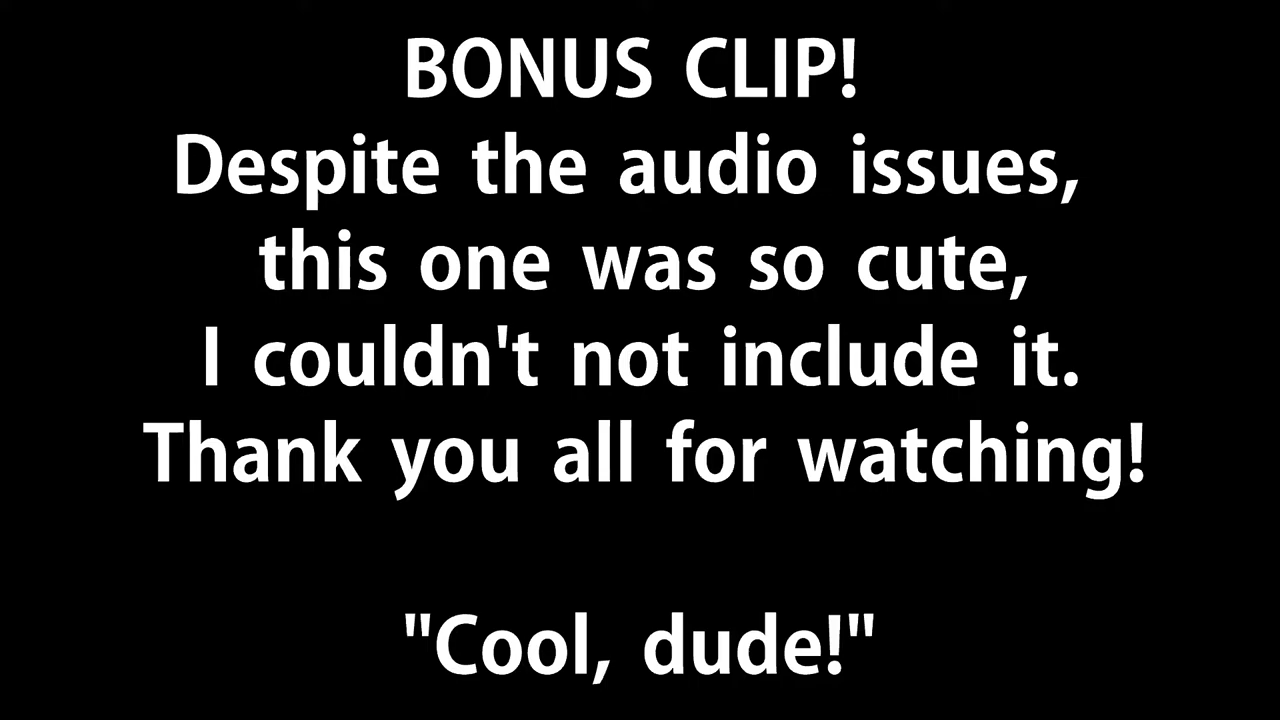 BONUS CLIP!
Despite the audio issues,
this one was so cute,
I couldn't not include it.
Thank you all for watching!
"Cool, dude!"